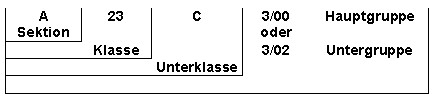 A 23 C 3/00 Hauptgruppe
Sektion oder
Klasse 3/02 Untergruppe
Unterklasse